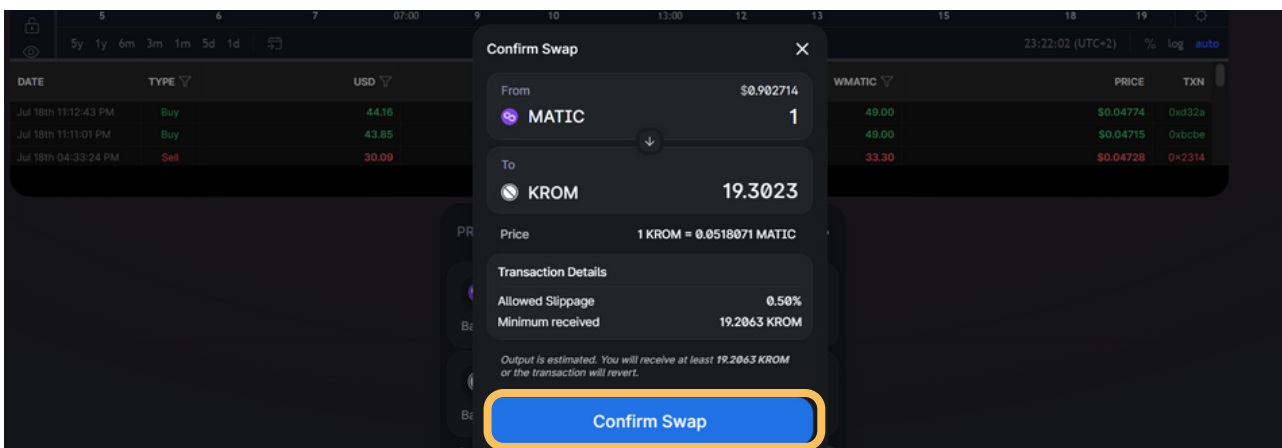 5 6 7 07:00 9 10 13:00 12 13 15 18 19
5y 1y 6m 3m 1m 5d 1d 23:22:02 (UTC+2) % log auto
DATE TYPE USD WMATIC PRICE TXN
Jul 18th 11:12:43 PM Buy 44.16 49.00 $0.04774 0xd32a
Jul 18th 11:11:01 PM Buy 43.85 49.00 $0.04715 0xbcbe
Jul 18th 04:33:24 PM Sell 30.09 33.30 $0.04728 0×2314
Confirm Swap
From $0.902714
MATIC 1
To
KROM 19.3023
PR
Price 1 KROM = 0.0518071 MATIC
Transaction Details
Allowed Slippage 0.50%
Minimum received 19.2063 KROM
Ba
Output is estimated. You will receive at least 19.2063 KROM
or the transaction will revert.
Ba
Confirm Swap